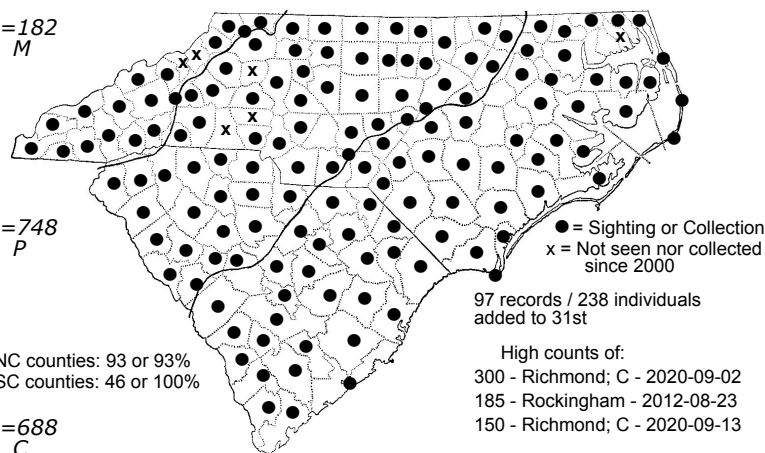 =182
M
=748
P
● = Sighting or Collection
x = Not seen nor collected
since 2000
97 records / 238 individuals
added to 31st
NC counties: 93 or 93%
SC counties: 46 or 100%
High counts of:
300 - Richmond; C - 2020-09-02
185 - Rockingham - 2012-08-23
150 - Richmond; C - 2020-09-13
=688
C